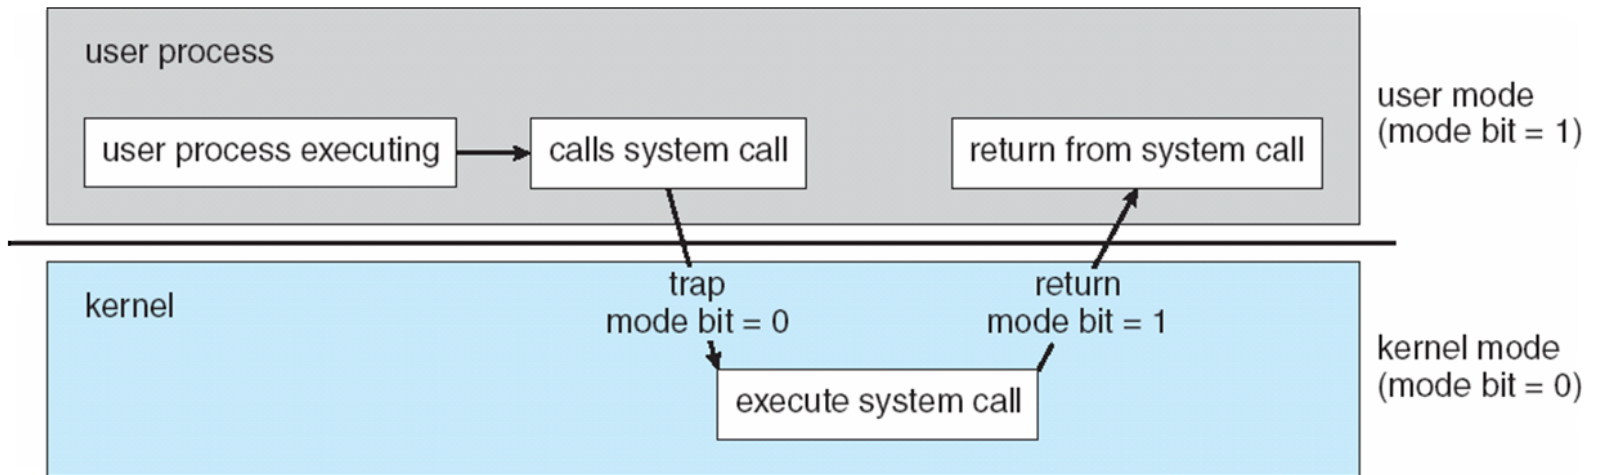 user process
user process executing
calls system call
return from system call
user mode
(mode bit = 1)
kernel
trap
mode bit = 0
return
mode bit = 1
execute system call
kernel mode
(mode bit = 0)